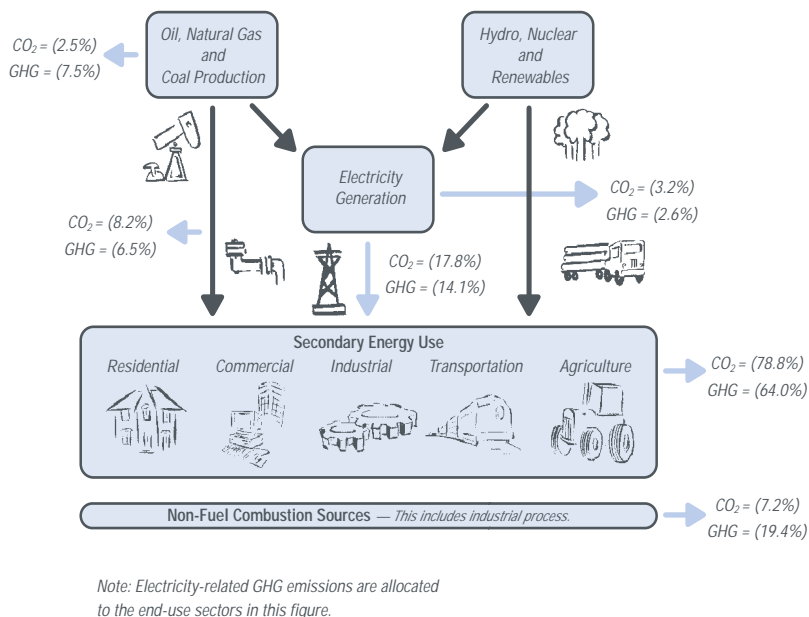 Oil, Natural Gas
and
Coal Production
Hydro, Nuclear
and
Renewables
CO₂ = (2.5%)
GHG = (7.5%)
Electricity
Generation
CO₂ = (3.2%)
GHG = (2.6%)
CO₂ = (8.2%)
GHG = (6.5%)
CO₂ = (17.8%)
GHG = (14.1%)
Secondary Energy Use
Residential Commercial Industrial Transportation Agriculture
CO₂ = (78.8%)
GHG = (64.0%)
Non-Fuel Combustion Sources — This includes industrial process.
CO₂ = (7.2%)
GHG = (19.4%)
Note: Electricity-related GHG emissions are allocated
to the end-use sectors in this figure.